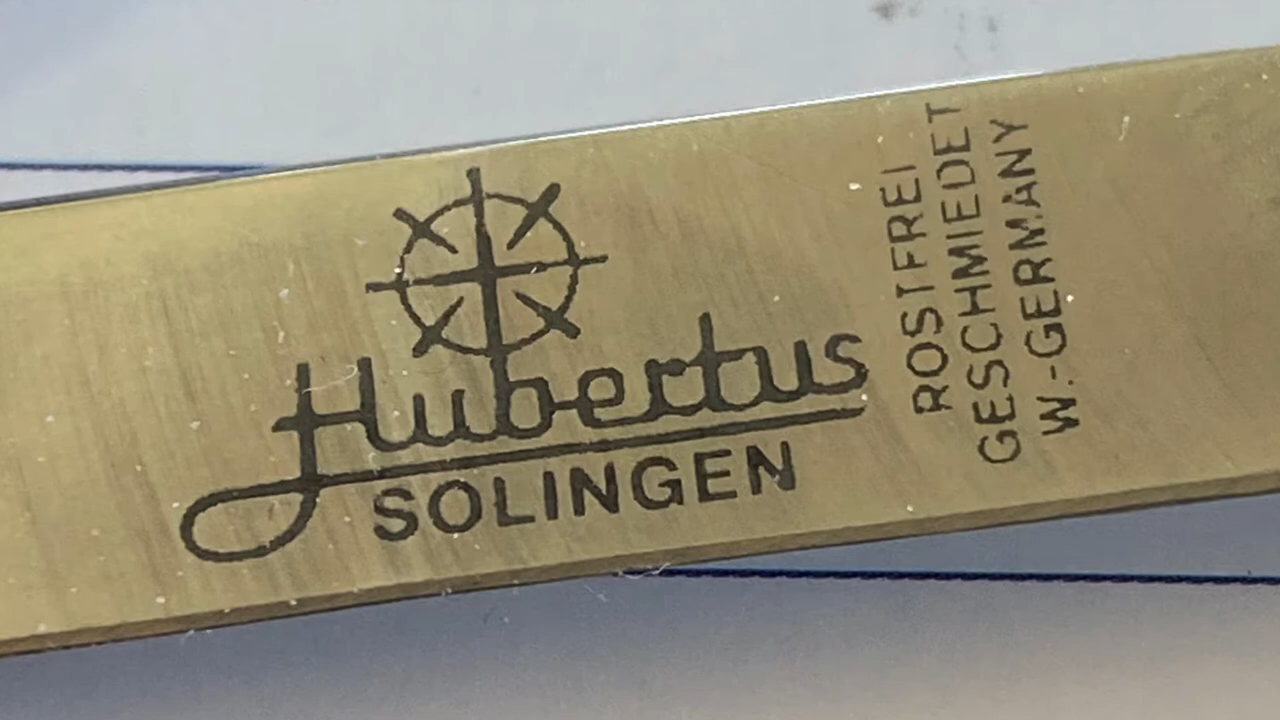 Hubertus
SOLINGEN
ROSTFREI
GESCHMIEDET
W.-GERMANY